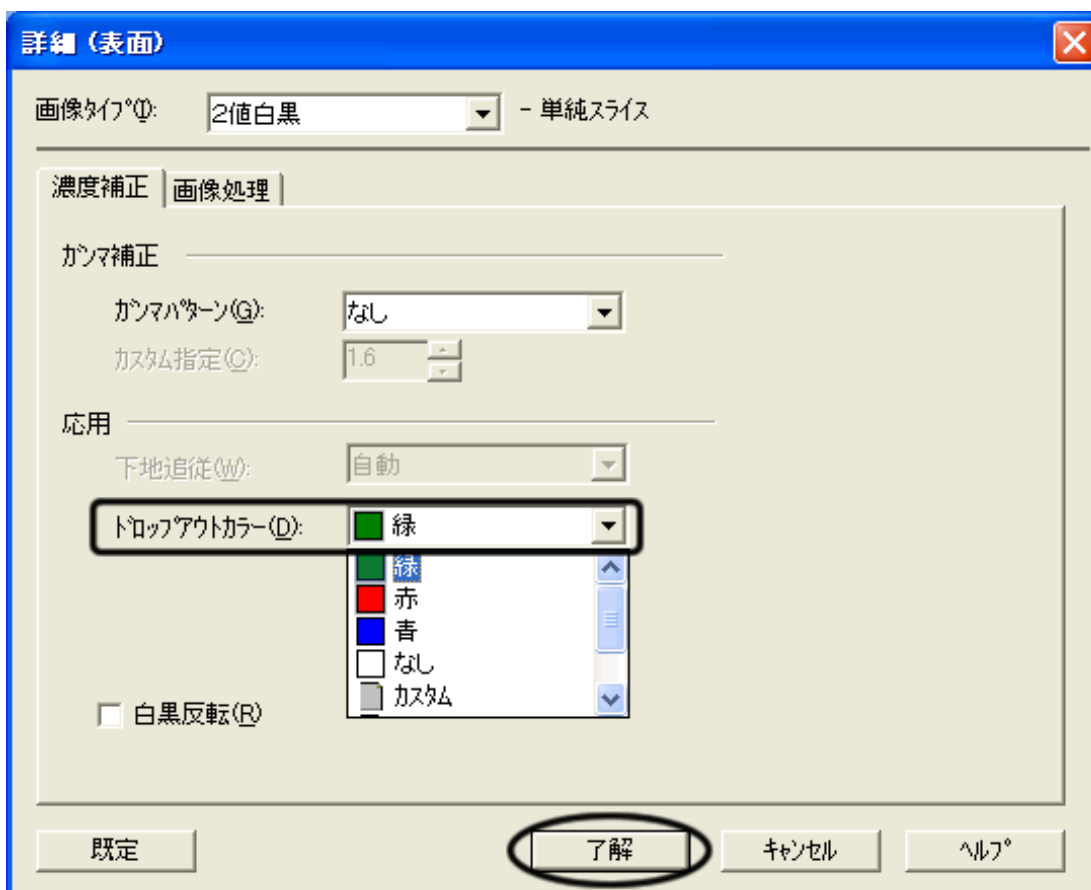 詳細（表面）
画像ﾀｲﾌﾟ(I): 2値白黒 - 単純ｽﾗｲｽ
濃度補正 画像処理
ｶﾞﾝﾏ補正
ｶﾞﾝﾏﾊﾟﾀｰﾝ(G): なし
ｶｽﾀﾑ指定(C): 1.6
応用
下地追従(W): 自動
ﾄﾞﾛｯﾌﾟｱｳﾄｶﾗｰ(D): 緑
緑
赤
青
なし
ｶｽﾀﾑ
白黒反転(R)
既定 了解 ｷｬﾝｾﾙ ﾍﾙﾌﾟ